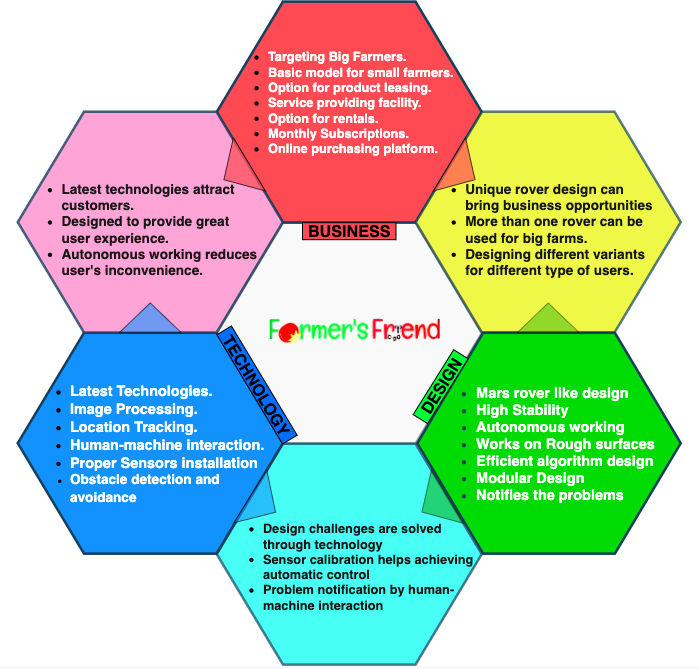 • Targeting Big Farmers.
• Basic model for small farmers.
• Option for product leasing.
• Service providing facility.
• Option for rentals.
• Monthly Subscriptions.
• Online purchasing platform.
• Latest technologies attract
customers.
• Designed to provide great
user experience.
• Autonomous working reduces
user's inconvenience.
• Unique rover design can
bring business opportunities
• More than one rover can be
used for big farms.
• Designing different variants
for different type of users.
BUSINESS
Farmer's Friend
TECHNOLOGY
DESIGN
• Latest Technologies.
• Image Processing.
• Location Tracking.
• Human-machine interaction.
• Proper Sensors installation
• Obstacle detection and
avoidance
• Mars rover like design
• High Stability
• Autonomous working
• Works on Rough surfaces
• Efficient algorithm design
• Modular Design
• Notifies the problems
• Design challenges are solved
through technology
• Sensor calibration helps achieving
automatic control
• Problem notification by human-
machine interaction